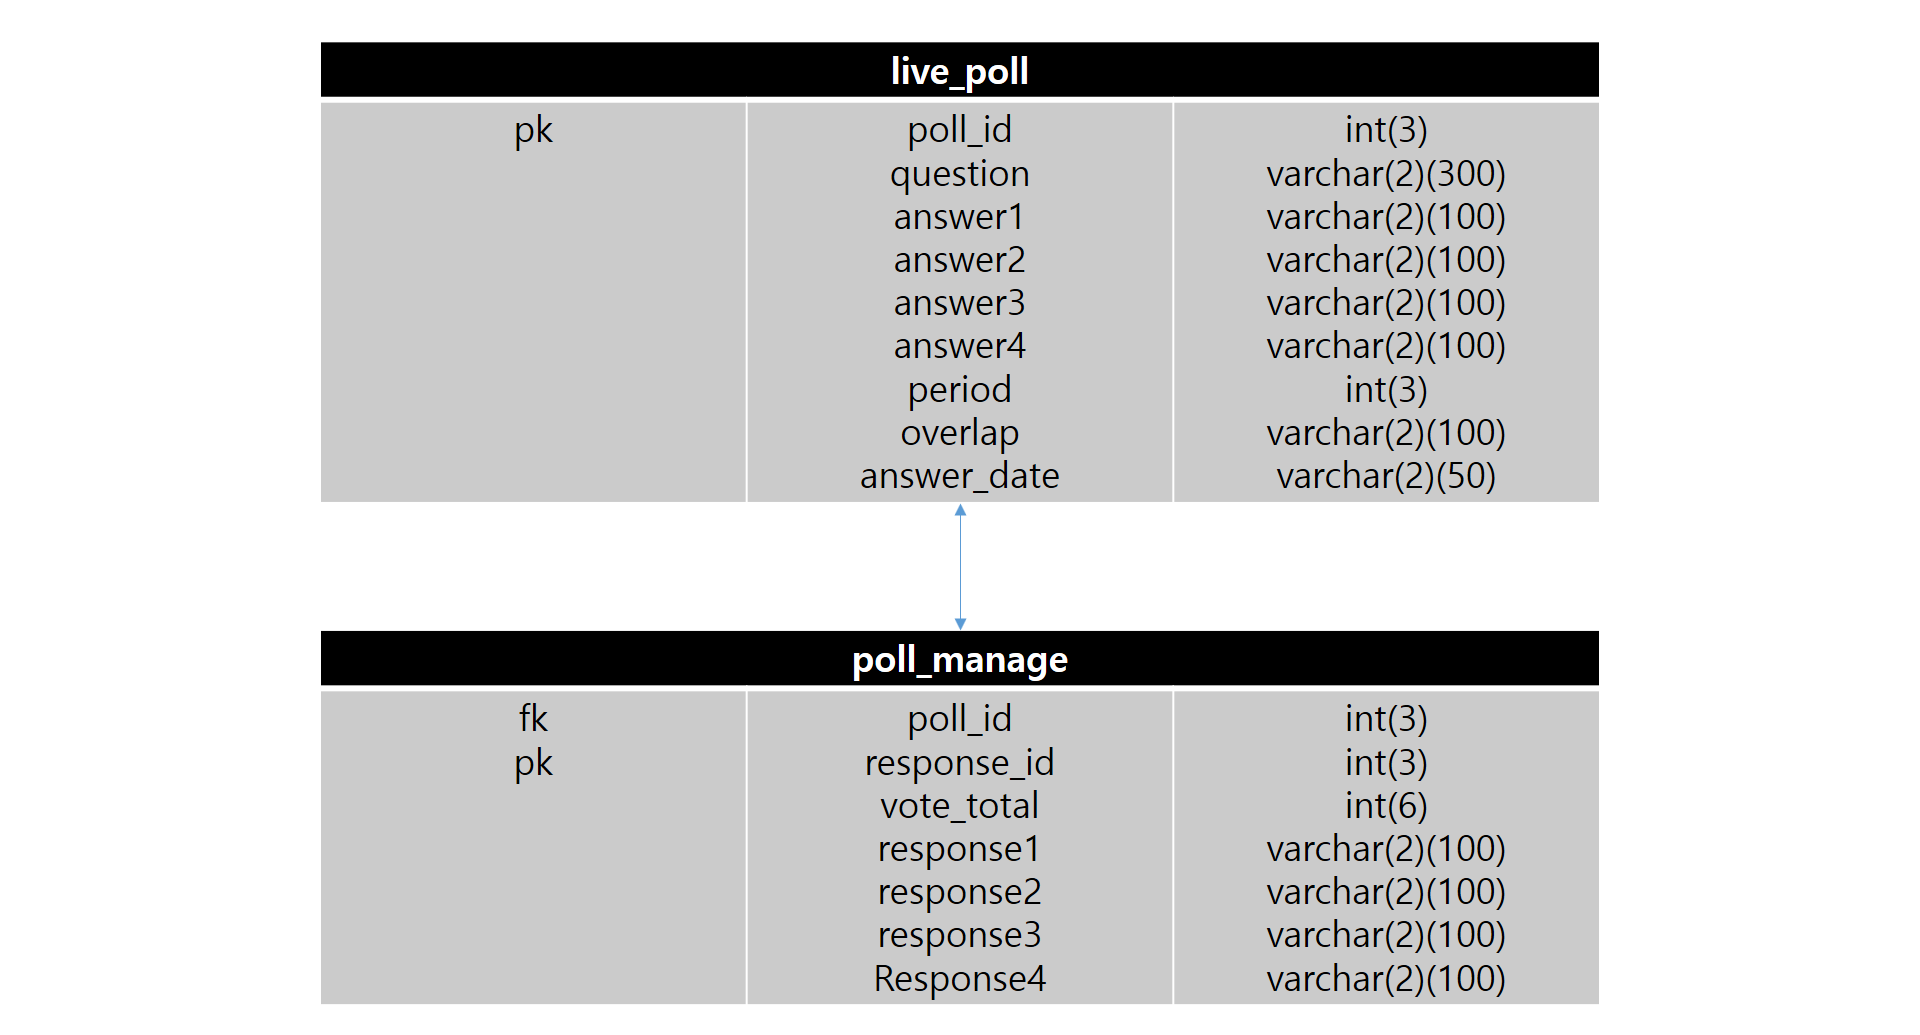 live_poll
pk poll_id int(3)
question varchar(2)(300)
answer1 varchar(2)(100)
answer2 varchar(2)(100)
answer3 varchar(2)(100)
answer4 varchar(2)(100)
period int(3)
overlap varchar(2)(100)
answer_date varchar(2)(50)
poll_manage
fk poll_id int(3)
pk response_id int(3)
vote_total int(6)
response1 varchar(2)(100)
response2 varchar(2)(100)
response3 varchar(2)(100)
Response4 varchar(2)(100)